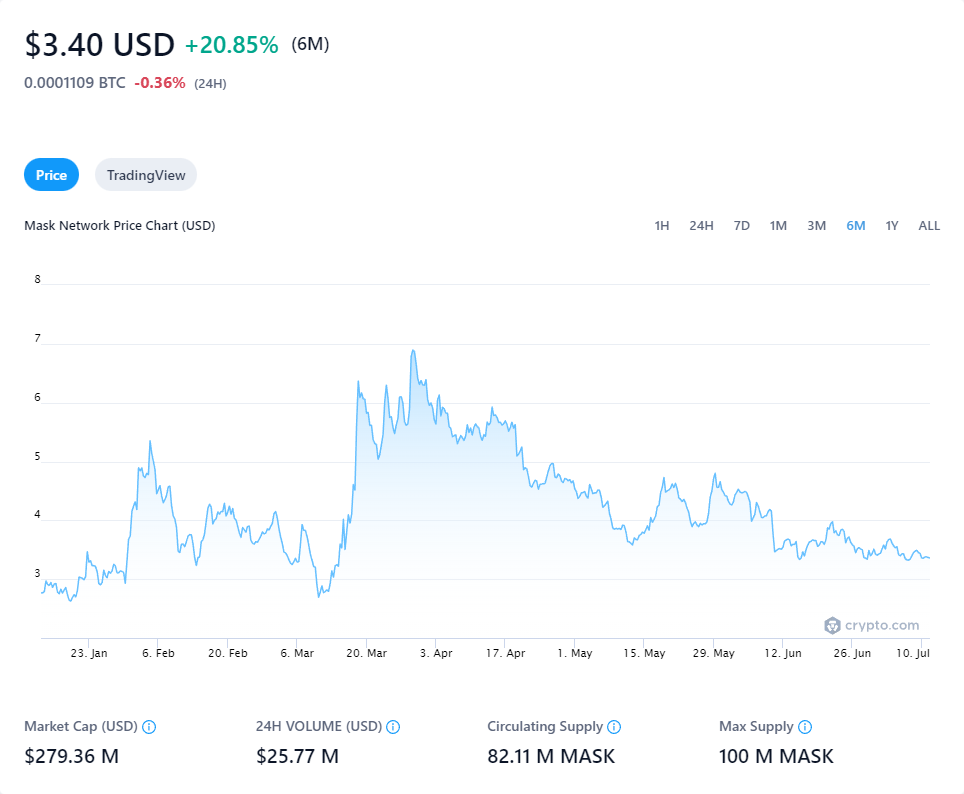 $3.40 USD +20.85% (6M)
0.0001109 BTC -0.36% (24H)
Price TradingView
Mask Network Price Chart (USD) 1H 24H 7D 1M 3M 6M 1Y ALL
8
7
6
5
4
3
crypto.com
23. Jan 6. Feb 20. Feb 6. Mar 20. Mar 3. Apr 17. Apr 1. May 15. May 29. May 12. Jun 26. Jun 10. Jul
Market Cap (USD) 24H VOLUME (USD) Circulating Supply Max Supply
$279.36 M $25.77 M 82.11 M MASK 100 M MASK